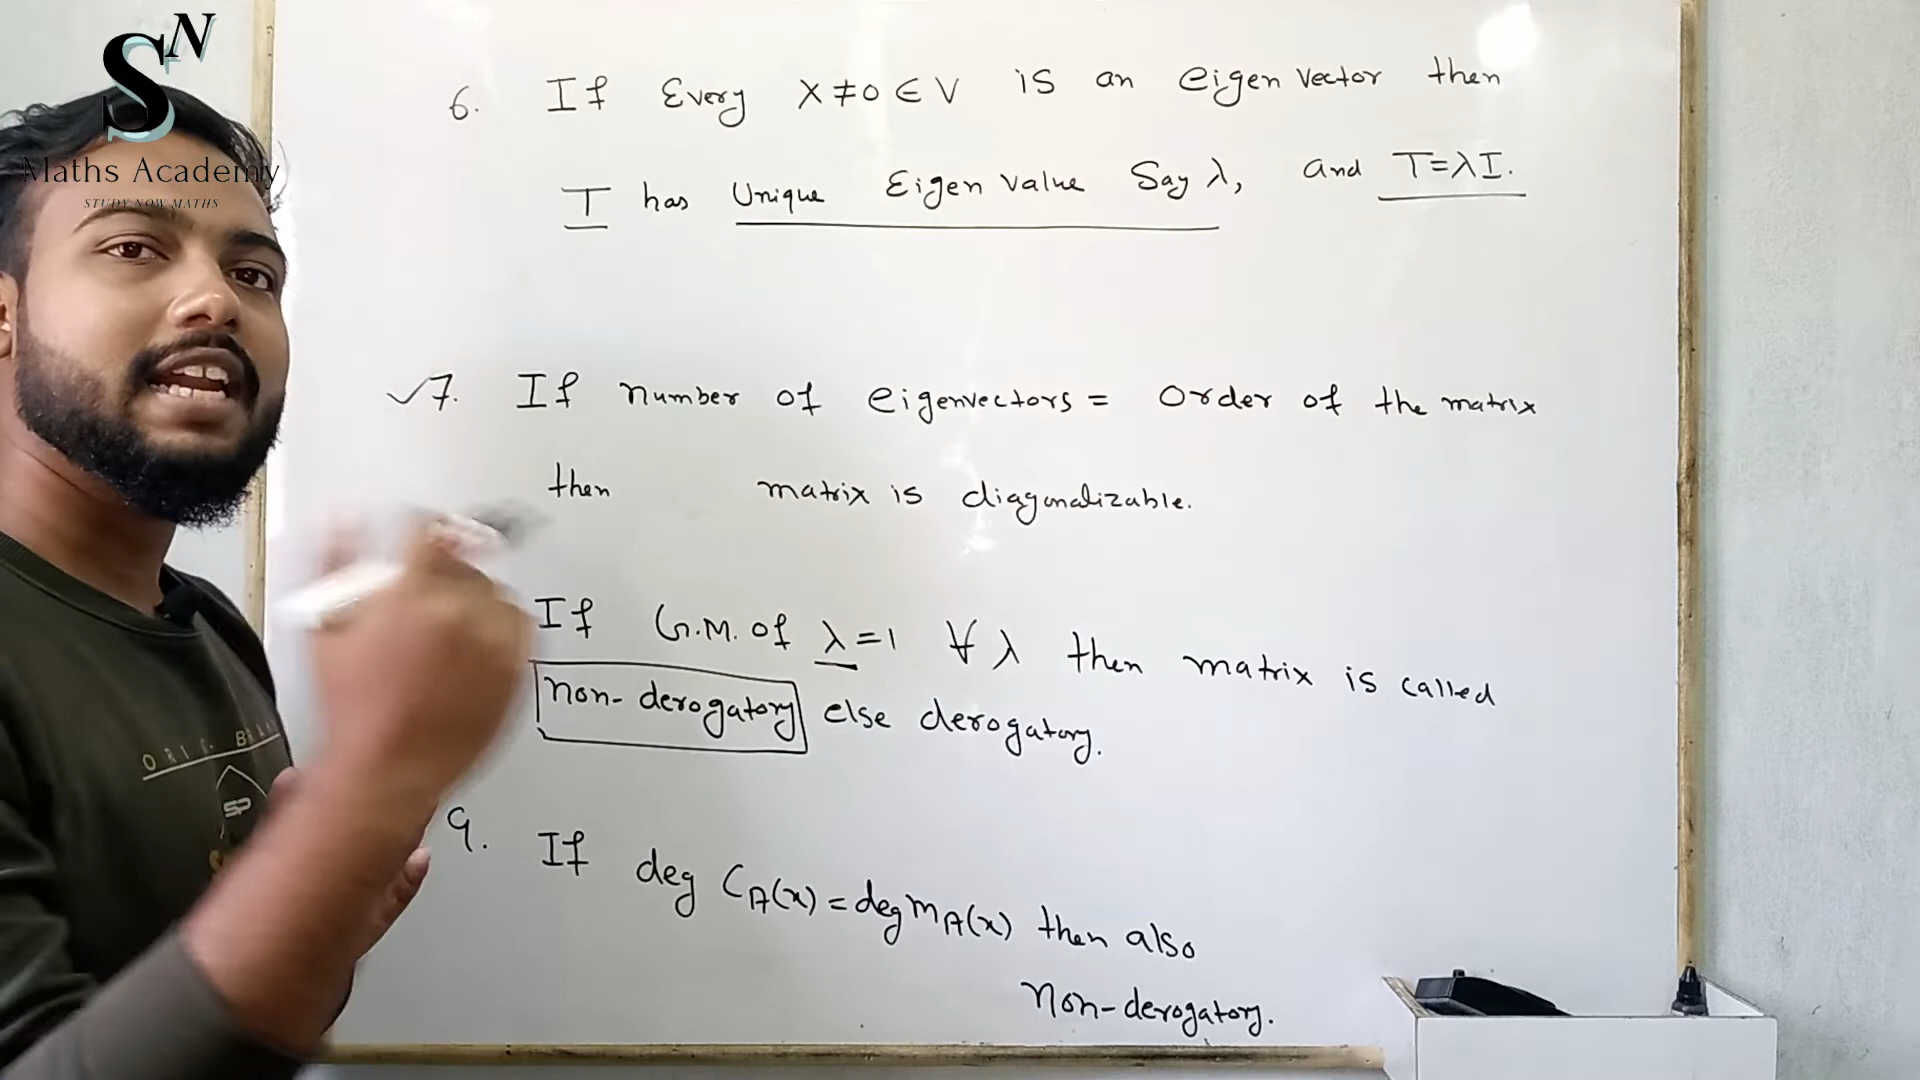 SN
Maths Academy
STUDY NOW MATHS
6. If Every X≠0 ∈ V is an eigen vector then
T has Unique Eigen value Say λ, and T=λI.
✓7. If number of eigenvectors = Order of the matrix
then matrix is diagonalizable.
If G.M. of λ=1 ∀ λ then matrix is called
non-derogatory else derogatory.
9. If deg C_A(x) = deg m_A(x) then also
non-derogatory.
SP